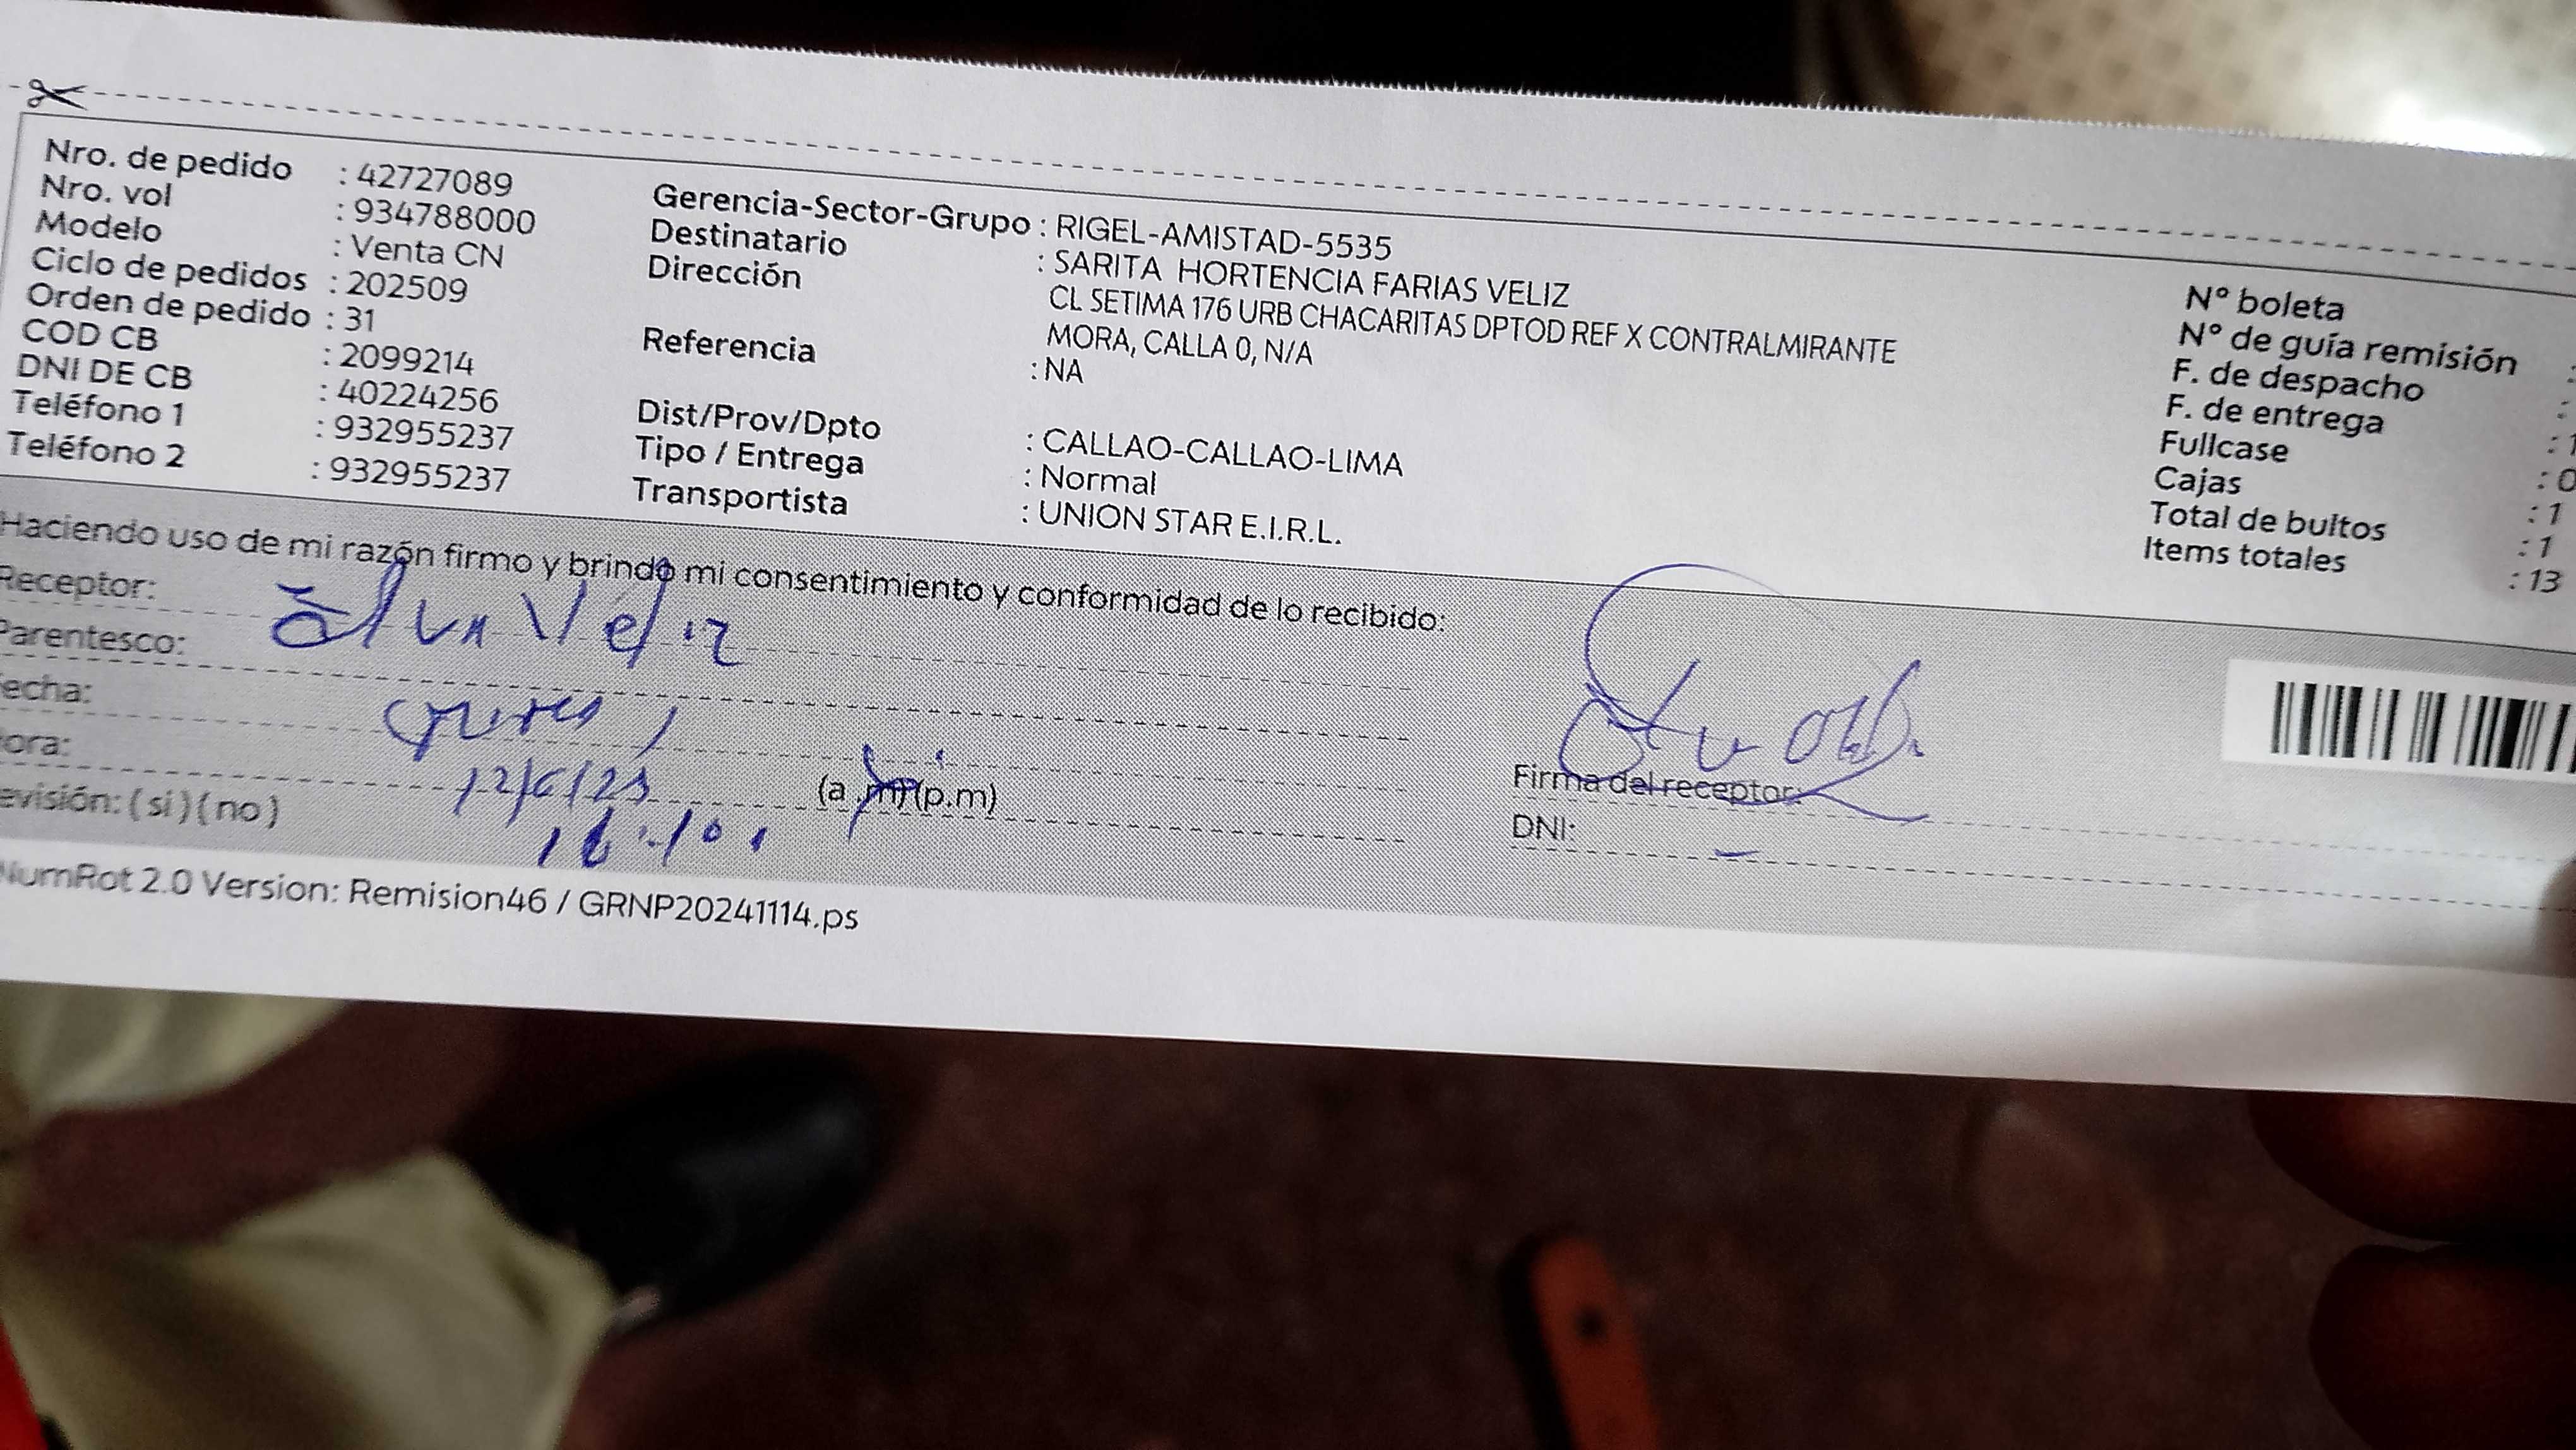 Nro. de pedido : 42727089
Nro. vol : 934788000
Modelo : Venta CN
Ciclo de pedidos : 202509
Orden de pedido : 31
COD CB : 2099214
DNI DE CB : 40224256
Teléfono 1 : 932955237
Teléfono 2 : 932955237
Gerencia-Sector-Grupo : RIGEL-AMISTAD-5535
Destinatario : SARITA HORTENCIA FARIAS VELIZ
Dirección CL SETIMA 176 URB CHACARITAS DPTOD REF X CONTRALMIRANTE
MORA, CALLA 0, N/A
Referencia : NA
Dist/Prov/Dpto : CALLAO-CALLAO-LIMA
Tipo / Entrega : Normal
Transportista : UNION STAR E.I.R.L.
N° boleta
N° de guía remisión :
F. de despacho :
F. de entrega : 1
Fullcase : 0
Cajas : 1
Total de bultos : 1
Items totales : 13
Haciendo uso de mi razón firmo y brindo mi consentimiento y conformidad de lo recibido:
Receptor: Veliz
Parentesco:
echa: 12/6/25
ora: (a.m) (p.m)
evisión: ( si ) ( no )
Firma del receptor:
DNI:
NumRot 2.0 Version: Remision46 / GRNP20241114.ps